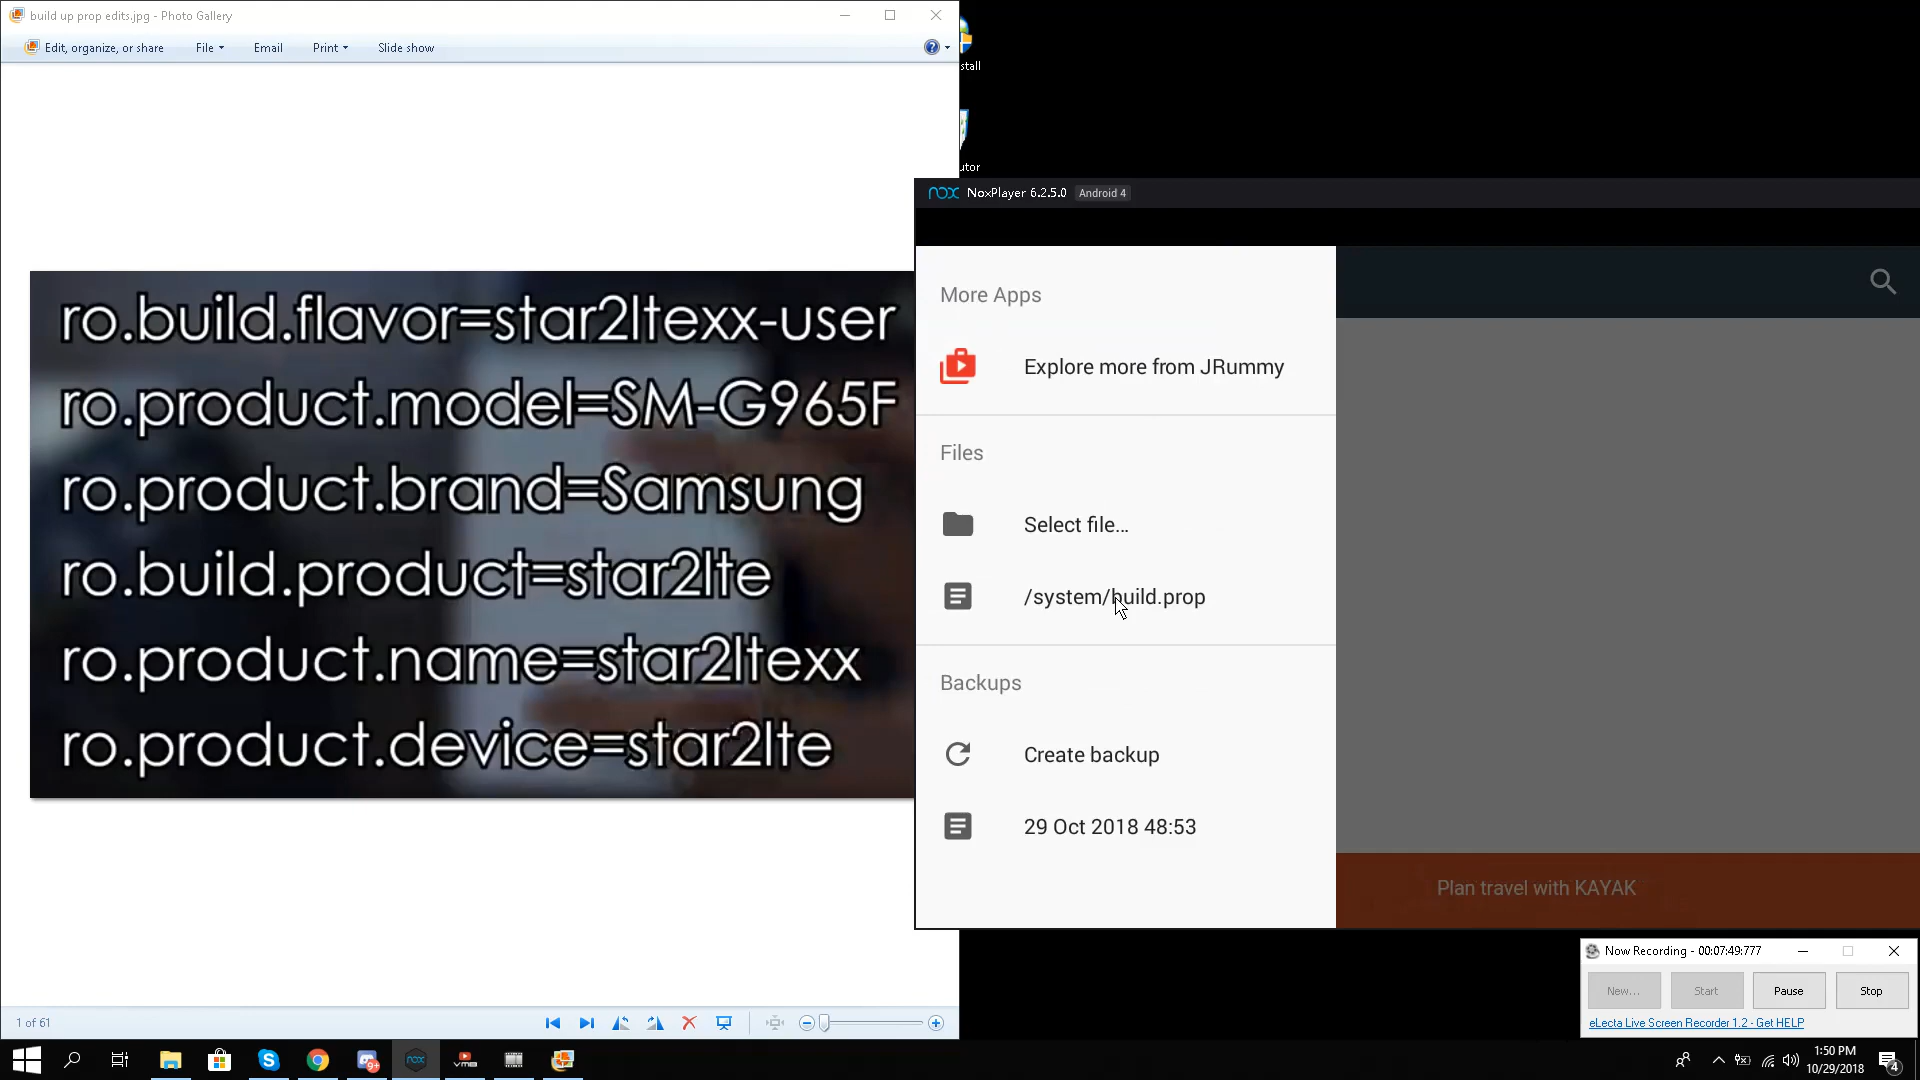 build up prop edits.jpg - Photo Gallery
Edit, organize, or share File Email Print Slide show
stall
utor
ro.build.flavor=star2ltexx-user
ro.product.model=SM-G965F
ro.product.brand=Samsung
ro.build.product=star2lte
ro.product.name=star2ltexx
ro.product.device=star2lte
1 of 61
nox NoxPlayer 6.2.5.0 Android 4
More Apps
Explore more from JRummy
Files
Select file...
/system/build.prop
Backups
Create backup
29 Oct 2018 48:53
Plan travel with KAYAK
Now Recording - 00:07:49:777
New... Start Pause Stop
eLecta Live Screen Recorder 1.2 - Get HELP
9+
nox
VMB
1:50 PM
10/29/2018
4